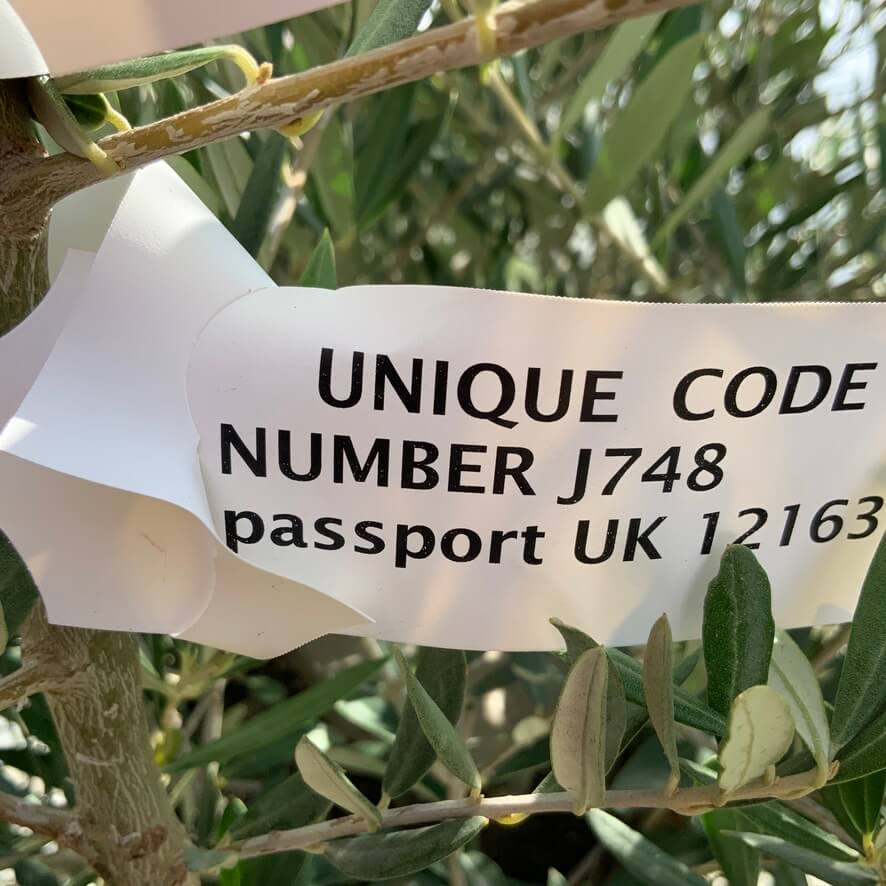 UNIQUE CODE
NUMBER J748
passport UK 12163